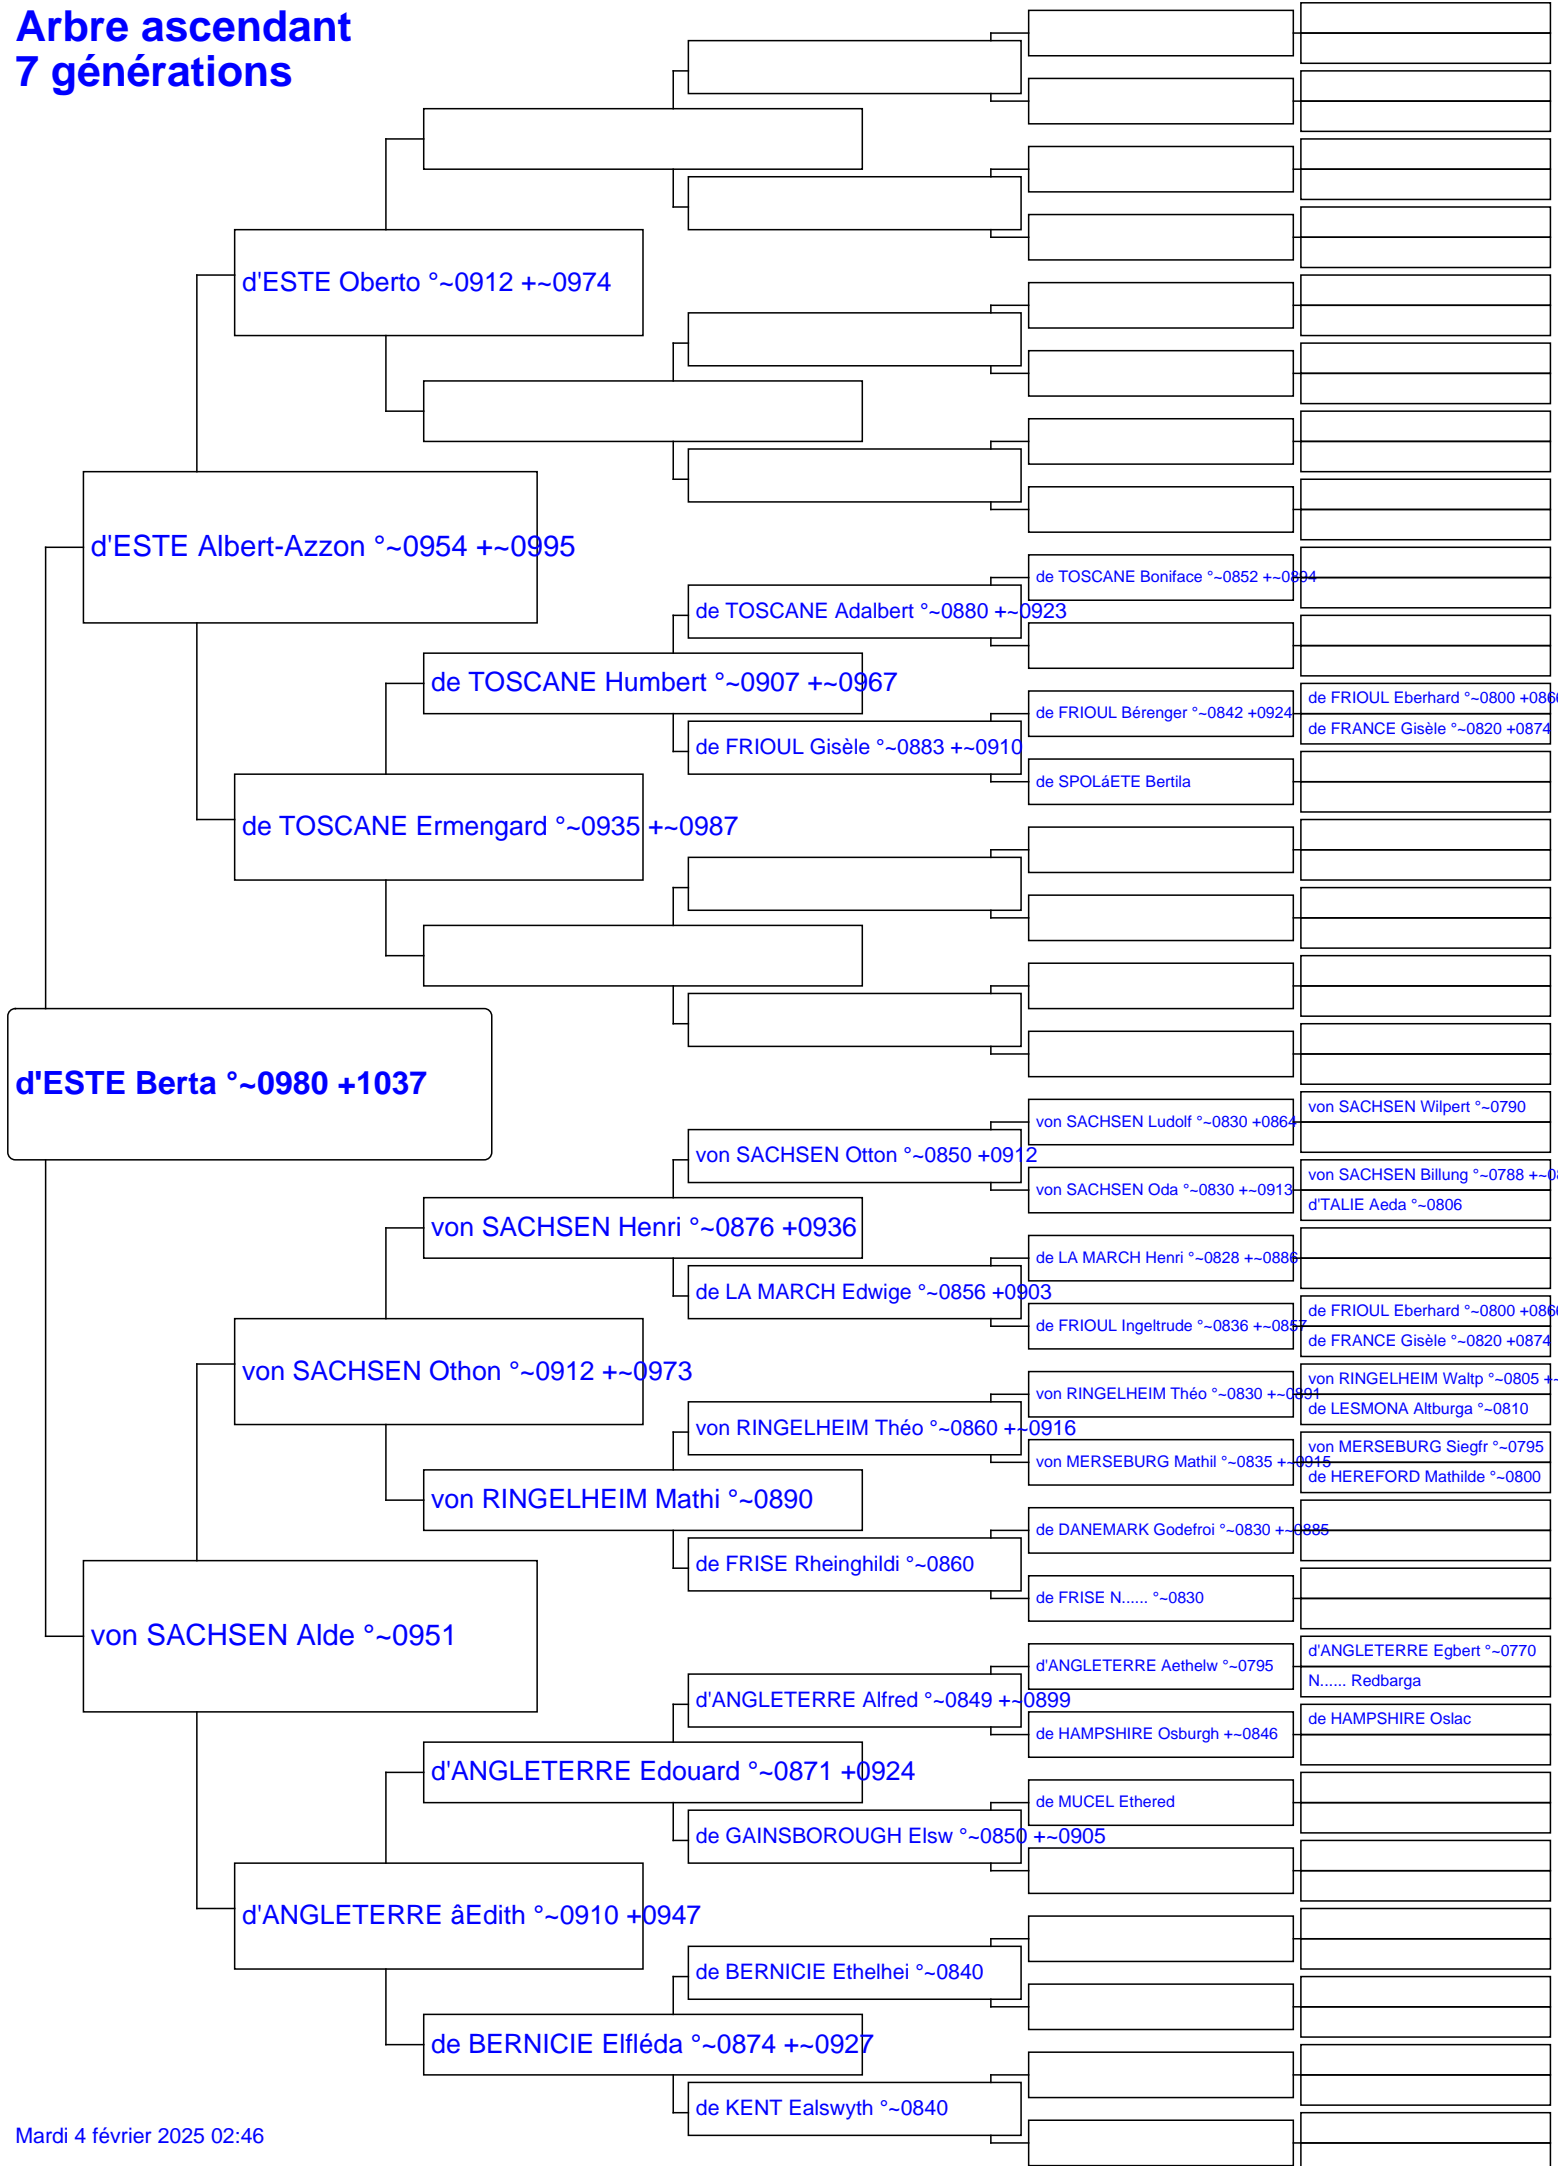 Arbre ascendant
7 générations
d'ESTE Oberto °~0912 +~0974
d'ESTE Albert-Azzon °~0954 +~0995
de TOSCANE Boniface °~0852 +~0894
de TOSCANE Adalbert °~0880 +~0923
de TOSCANE Humbert °~0907 +~0967
de FRIOUL Eberhard °~0800 +086
de FRIOUL Bérenger °~0842 +0924
de FRANCE Gisèle °~0820 +0874
de FRIOUL Gisèle °~0883 +~0910
de SPOLáETE Bertila
de TOSCANE Ermengard °~0935 +~0987
d'ESTE Berta °~0980 +1037
von SACHSEN Wilpert °~0790
von SACHSEN Ludolf °~0830 +0864
von SACHSEN Otton °~0850 +0912
von SACHSEN Billung °~0788 +~08
von SACHSEN Oda °~0830 +~0913
d'TALIE Aeda °~0806
von SACHSEN Henri °~0876 +0936
de LA MARCH Henri °~0828 +~0886
de LA MARCH Edwige °~0856 +0903
de FRIOUL Eberhard °~0800 +086
de FRIOUL Ingeltrude °~0836 +~0857
de FRANCE Gisèle °~0820 +0874
von SACHSEN Othon °~0912 +~0973
von RINGELHEIM Waltp °~0805 +~
von RINGELHEIM Théo °~0830 +~0891
de LESMONA Altburga °~0810
von RINGELHEIM Théo °~0860 +~0916
von MERSEBURG Siegfr °~0795
von MERSEBURG Mathil °~0835 +~0915
de HEREFORD Mathilde °~0800
von RINGELHEIM Mathi °~0890
de DANEMARK Godefroi °~0830 +~0885
de FRISE Rheinghildi °~0860
de FRISE N...... °~0830
von SACHSEN Alde °~0951
d'ANGLETERRE Egbert °~0770
d'ANGLETERRE Aethelw °~0795
N...... Redbarga
d'ANGLETERRE Alfred °~0849 +~0899
de HAMPSHIRE Oslac
de HAMPSHIRE Osburgh +~0846
d'ANGLETERRE Edouard °~0871 +0924
de MUCEL Ethered
de GAINSBOROUGH Elsw °~0850 +~0905
d'ANGLETERRE âEdith °~0910 +0947
de BERNICIE Ethelhei °~0840
de BERNICIE Elfléda °~0874 +~0927
de KENT Ealswyth °~0840
Mardi 4 février 2025 02:46